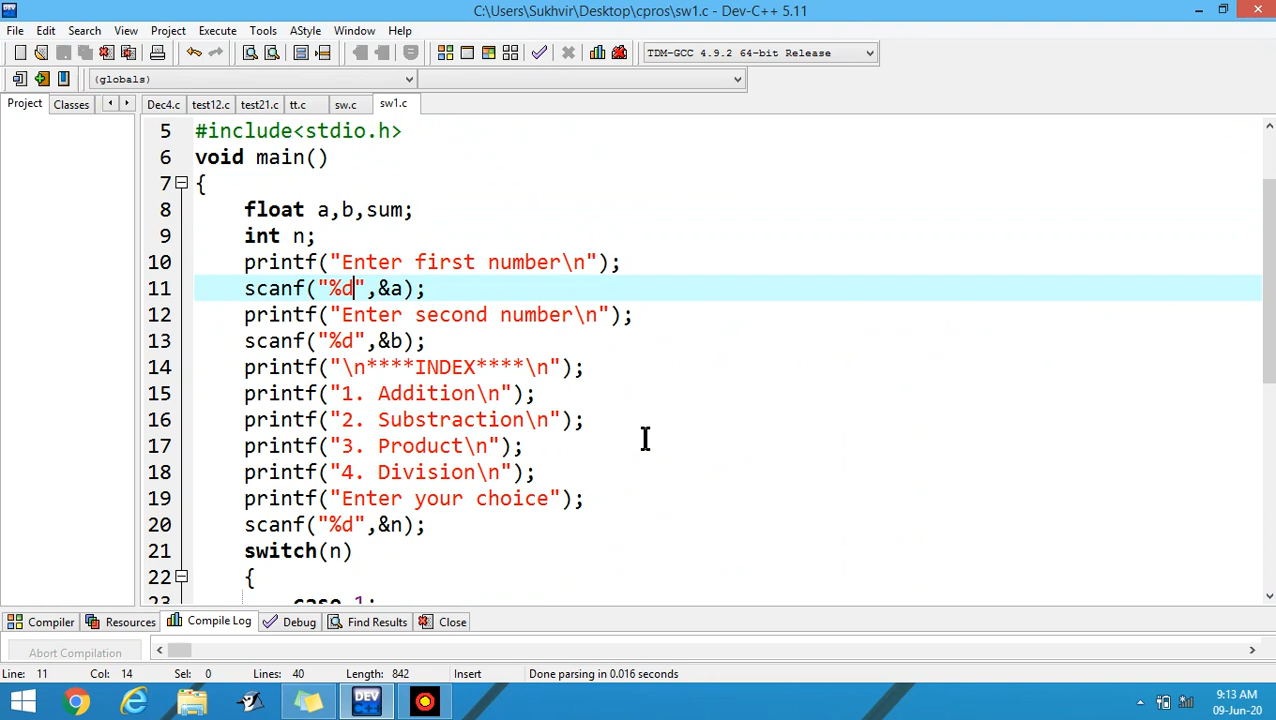 C:\Users\Sukhvir\Desktop\cpros\sw1.c - Dev-C++ 5.11
File Edit Search View Project Execute Tools AStyle Window Help
TDM-GCC 4.9.2 64-bit Release
(globals)
Project Classes Dec4.c test12.c test21.c tt.c sw.c sw1.c
5 #include<stdio.h>
6 void main()
7 {
8 float a,b,sum;
9 int n;
10 printf("Enter first number\n");
11 scanf("%d",&a);
12 printf("Enter second number\n");
13 scanf("%d",&b);
14 printf("\n****INDEX****\n");
15 printf("1. Addition\n");
16 printf("2. Substraction\n");
17 printf("3. Product\n");
18 printf("4. Division\n");
19 printf("Enter your choice");
20 scanf("%d",&n);
21 switch(n)
22 {
23 case 1:
Compiler Resources Compile Log Debug Find Results Close
Abort Compilation
Line: 11 Col: 14 Sel: 0 Lines: 40 Length: 842 Insert Done parsing in 0.016 seconds
DEV
9:13 AM
09-Jun-20